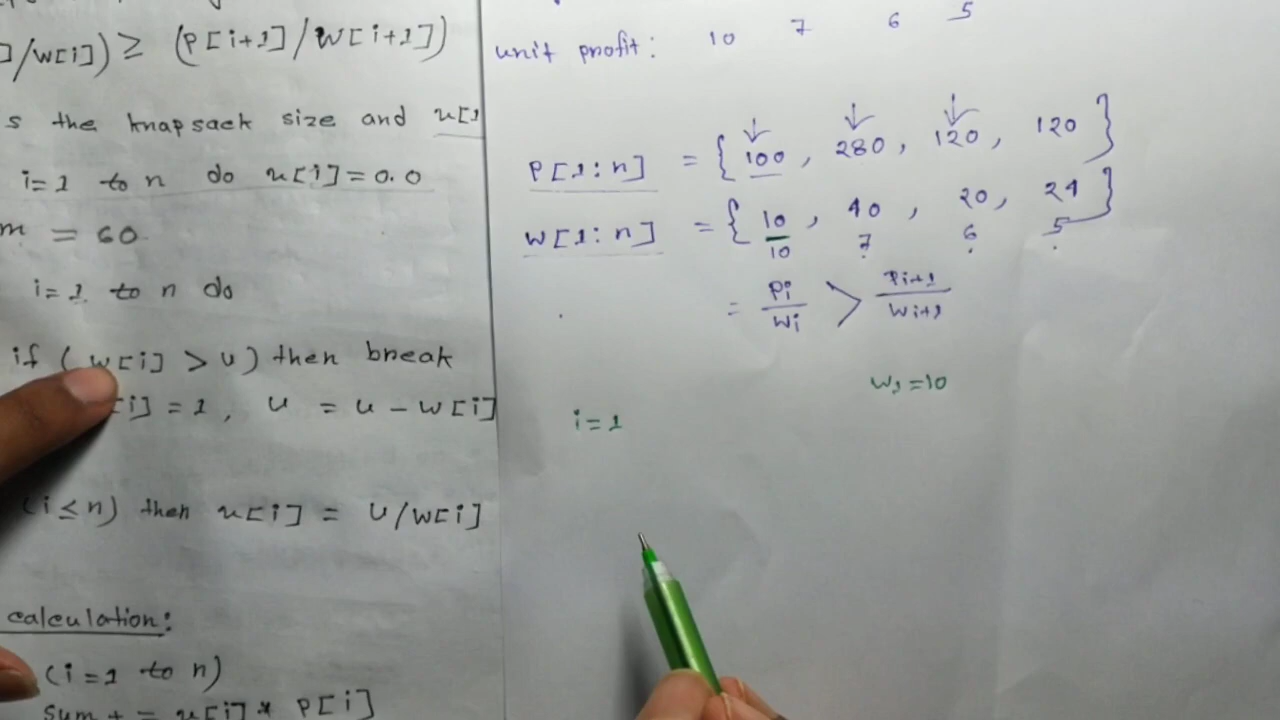 ]/w[i]) ≥ (P[i+1]/W[i+1])
s the knapsack size and x[1
i=1 to n do x[i]=0.0
m = 60
i=1 to n do
if (w[i] > U) then break
[i] = 1, u = u - w[i]
(i≤n) then x[i] = U/w[i]
calculation:
(i=1 to n)
sum + = x[i] * P[i]
unit profit: 10 7 6 5
P[1:n] = { 100, 280, 120, 120 }
W[1:n] = { 10, 40, 20, 24 }
10 7 6 5
= Pi/Wi > Pi+1/Wi+1
w1=10
i=1